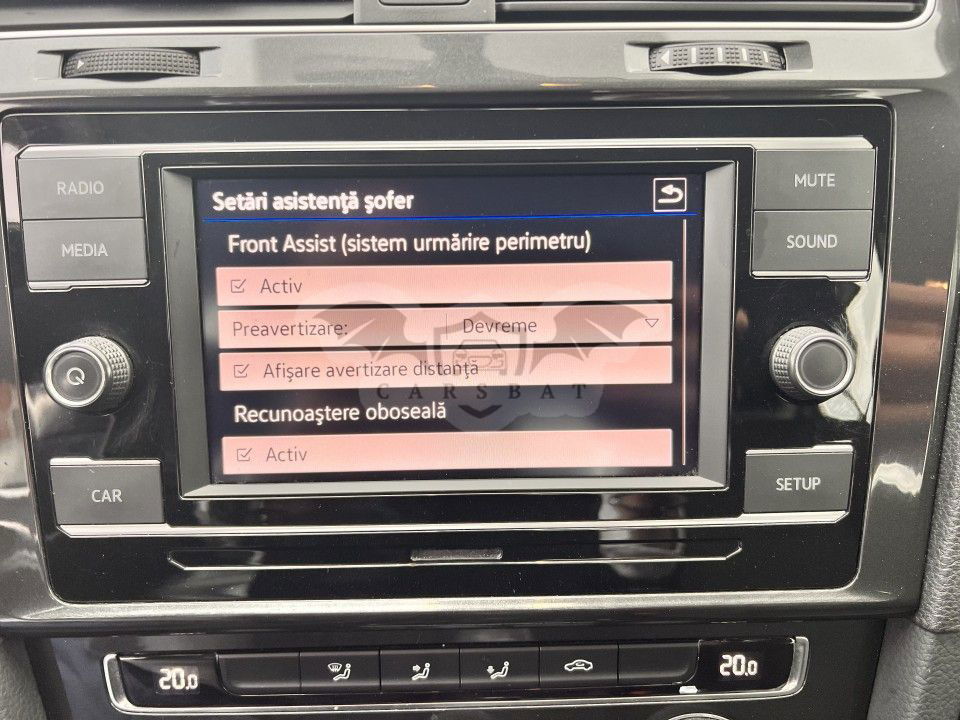 RADIO
MEDIA
CAR
Setări asistenţă şofer
Front Assist (sistem urmărire perimetru)
Activ
Preavertizare: Devreme
Afişare avertizare distanţă
CARSBAT
Recunoaştere oboseală
Activ
MUTE
SOUND
SETUP
20.0
20.0